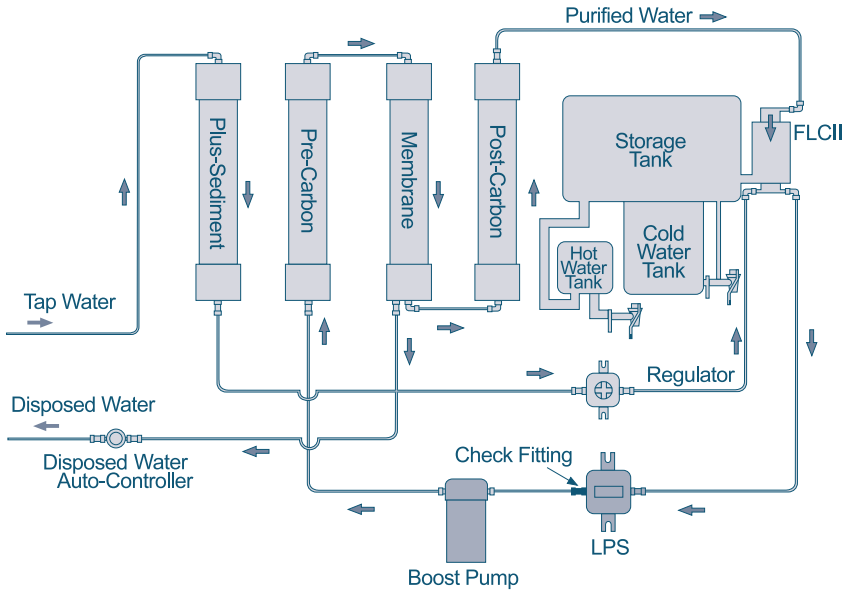 Purified Water
FLCII
Storage
Tank
Plus-Sediment
Pre-Carbon
Membrane
Post-Carbon
Hot
Water
Tank
Cold
Water
Tank
Tap Water
Regulator
Disposed Water
Disposed Water
Auto-Controller
Check Fitting
LPS
Boost Pump